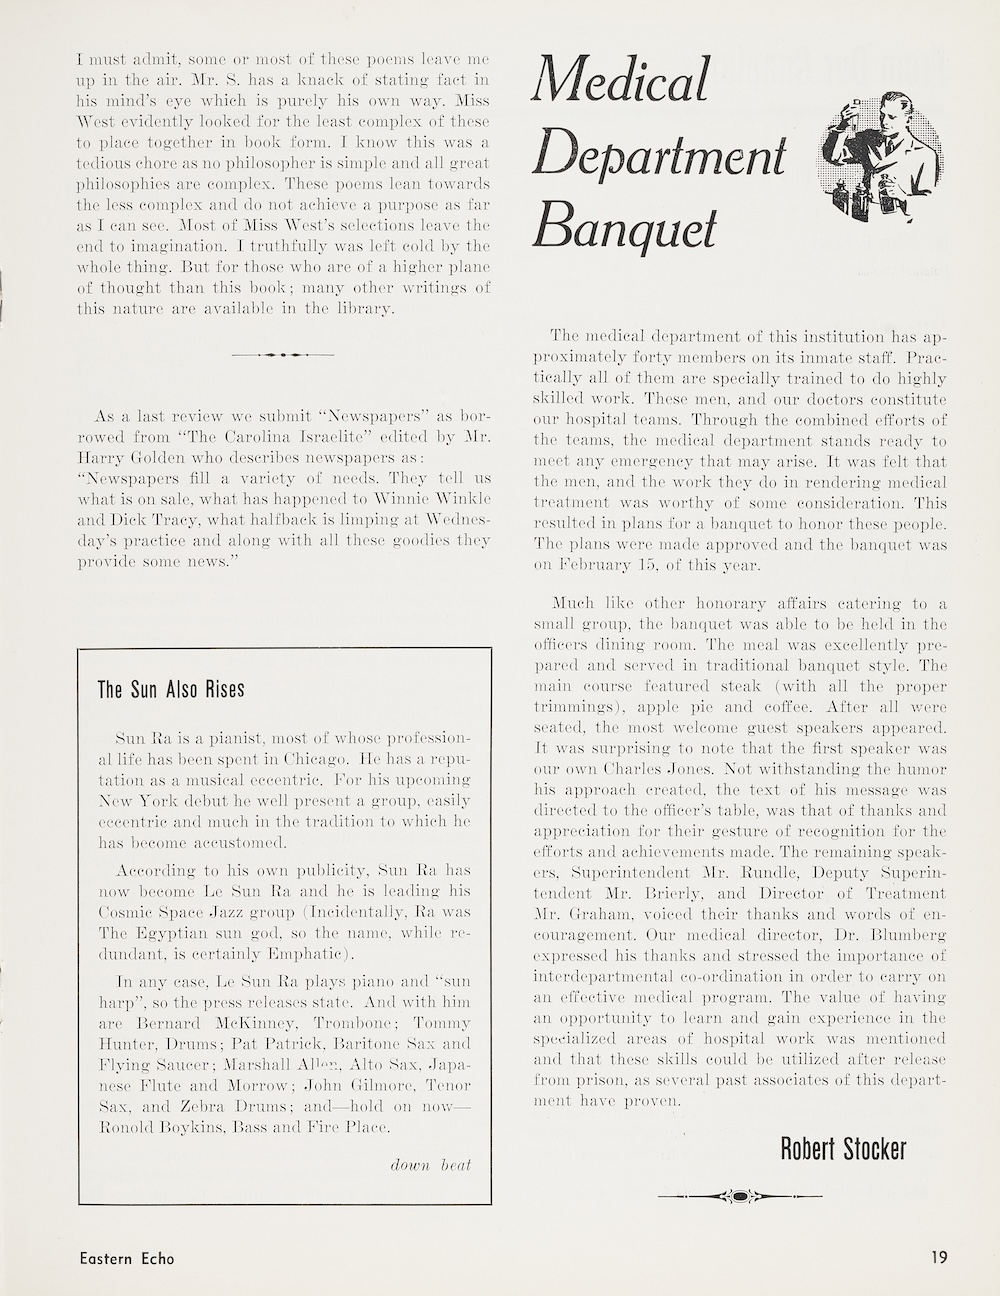 I must admit, some or most of these poems leave me
up in the air. Mr. S. has a knack of stating fact in
his mind's eye which is purely his own way. Miss
West evidently looked for the least complex of these
to place together in book form. I know this was a
tedious chore as no philosopher is simple and all great
philosophies are complex. These poems lean towards
the less complex and do not achieve a purpose as far
as I can see. Most of Miss West's selections leave the
end to imagination. I truthfully was left cold by the
whole thing. But for those who are of a higher plane
of thought than this book; many other writings of
this nature are available in the library.
As a last review we submit "Newspapers" as bor-
rowed from "The Carolina Israelite" edited by Mr.
Harry Golden who describes newspapers as:
"Newspapers fill a variety of needs. They tell us
what is on sale, what has happened to Winnie Winkle
and Dick Tracy, what halfback is limping at Wednes-
day's practice and along with all these goodies they
provide some news."
The Sun Also Rises
Sun Ra is a pianist, most of whose profession-
al life has been spent in Chicago. He has a repu-
tation as a musical eccentric. For his upcoming
New York debut he well present a group, easily
eccentric and much in the tradition to which he
has become accustomed.
According to his own publicity, Sun Ra has
now become Le Sun Ra and he is leading his
Cosmic Space Jazz group (Incidentally, Ra was
The Egyptian sun god, so the name, while re-
dundant, is certainly Emphatic).
In any case, Le Sun Ra plays piano and "sun
harp", so the press releases state. And with him
are Bernard McKinney, Trombone; Tommy
Hunter, Drums; Pat Patrick, Baritone Sax and
Flying Saucer; Marshall Allen, Alto Sax, Japa-
nese Flute and Morrow; John Gilmore, Tenor
Sax, and Zebra Drums; and—hold on now—
Ronold Boykins, Bass and Fire Place.
down beat
Medical
Department
Banquet
The medical department of this institution has ap-
proximately forty members on its inmate staff. Prac-
tically all of them are specially trained to do highly
skilled work. These men, and our doctors constitute
our hospital teams. Through the combined efforts of
the teams, the medical department stands ready to
meet any emergency that may arise. It was felt that
the men, and the work they do in rendering medical
treatment was worthy of some consideration. This
resulted in plans for a banquet to honor these people.
The plans were made approved and the banquet was
on February 15, of this year.
Much like other honorary affairs catering to a
small group, the banquet was able to be held in the
officers dining room. The meal was excellently pre-
pared and served in traditional banquet style. The
main course featured steak (with all the proper
trimmings), apple pie and coffee. After all were
seated, the most welcome guest speakers appeared.
It was surprising to note that the first speaker was
our own Charles Jones. Not withstanding the humor
his approach created, the text of his message was
directed to the officer's table, was that of thanks and
appreciation for their gesture of recognition for the
efforts and achievements made. The remaining speak-
ers, Superintendent Mr. Rundle, Deputy Superin-
tendent Mr. Brierly, and Director of Treatment
Mr. Graham, voiced their thanks and words of en-
couragement. Our medical director, Dr. Blumberg
expressed his thanks and stressed the importance of
interdepartmental co-ordination in order to carry on
an effective medical program. The value of having
an opportunity to learn and gain experience in the
specialized areas of hospital work was mentioned
and that these skills could be utilized after release
from prison, as several past associates of this depart-
ment have proven.
Robert Stocker
Eastern Echo
19